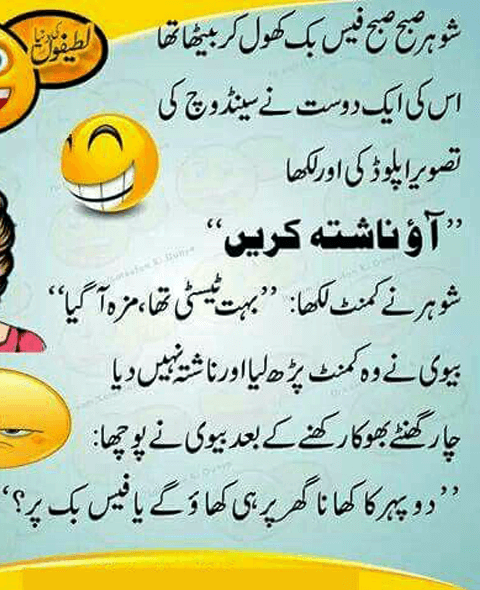 لطیفوں کی دنیا
شوہر صبح صبح فیس بک کھول کر بیٹھا تھا
اس کی ایک دوست نے سینڈوچ کی
تصویر اپلوڈ کی اور لکھا
”آؤ ناشتہ کریں“
شوہر نے کمنٹ لکھا: ”بہت ٹیسٹی تھا، مزہ آ گیا“
بیوی نے وہ کمنٹ پڑھ لیا اور ناشتہ نہیں دیا
چار گھنٹے بھوکا رکھنے کے بعد بیوی نے پوچھا:
”دوپہر کا کھانا گھر پر ہی کھاؤ گے یا فیس بک پر؟“